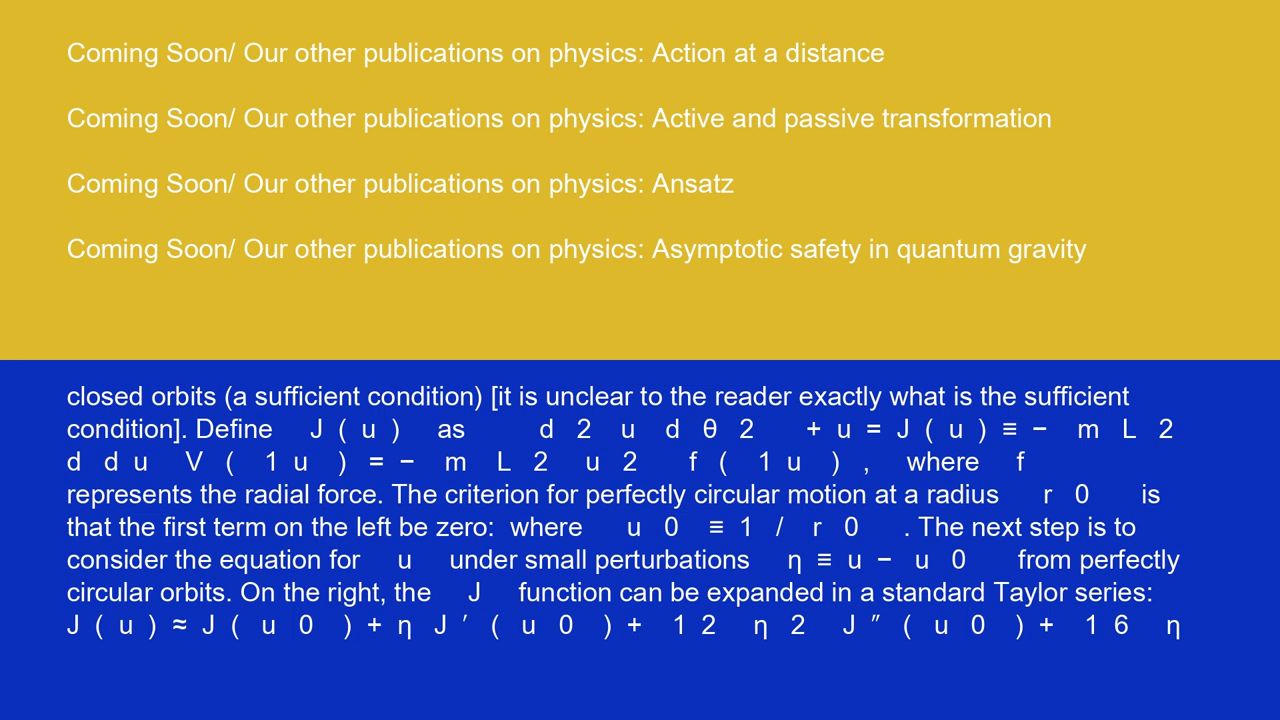 Coming Soon/ Our other publications on physics: Action at a distance
Coming Soon/ Our other publications on physics: Active and passive transformation
Coming Soon/ Our other publications on physics: Ansatz
Coming Soon/ Our other publications on physics: Asymptotic safety in quantum gravity
closed orbits (a sufficient condition) [it is unclear to the reader exactly what is the sufficient
condition]. Define J ( u ) as d 2 u d θ 2 + u = J ( u ) ≡ − m L 2
d d u V ( 1 u ) = − m L 2 u 2 f ( 1 u ) , where f
represents the radial force. The criterion for perfectly circular motion at a radius r 0 is
that the first term on the left be zero: where u 0 ≡ 1 / r 0 . The next step is to
consider the equation for u under small perturbations η ≡ u − u 0 from perfectly
circular orbits. On the right, the J function can be expanded in a standard Taylor series:
J ( u ) ≈ J ( u 0 ) + η J ′ ( u 0 ) + 1 2 η 2 J ″ ( u 0 ) + 1 6 η